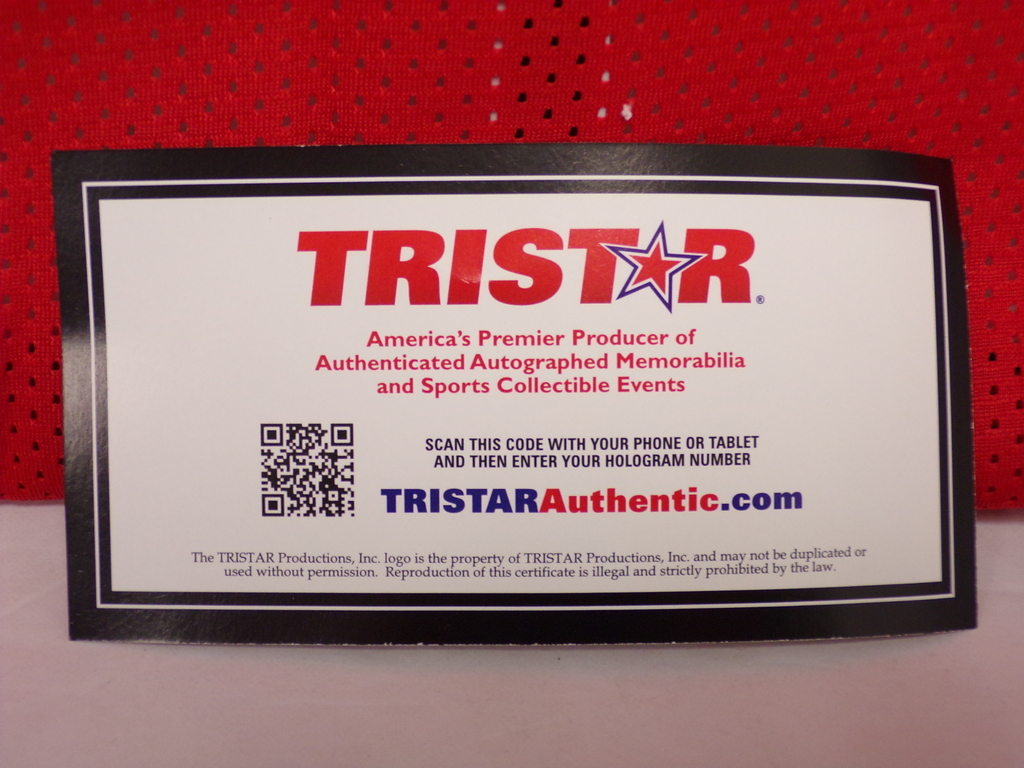 TRISTAR®
America's Premier Producer of
Authenticated Autographed Memorabilia
and Sports Collectible Events
SCAN THIS CODE WITH YOUR PHONE OR TABLET
AND THEN ENTER YOUR HOLOGRAM NUMBER
TRISTARAuthentic.com
The TRISTAR Productions, Inc. logo is the property of TRISTAR Productions, Inc. and may not be duplicated or
used without permission. Reproduction of this certificate is illegal and strictly prohibited by the law.